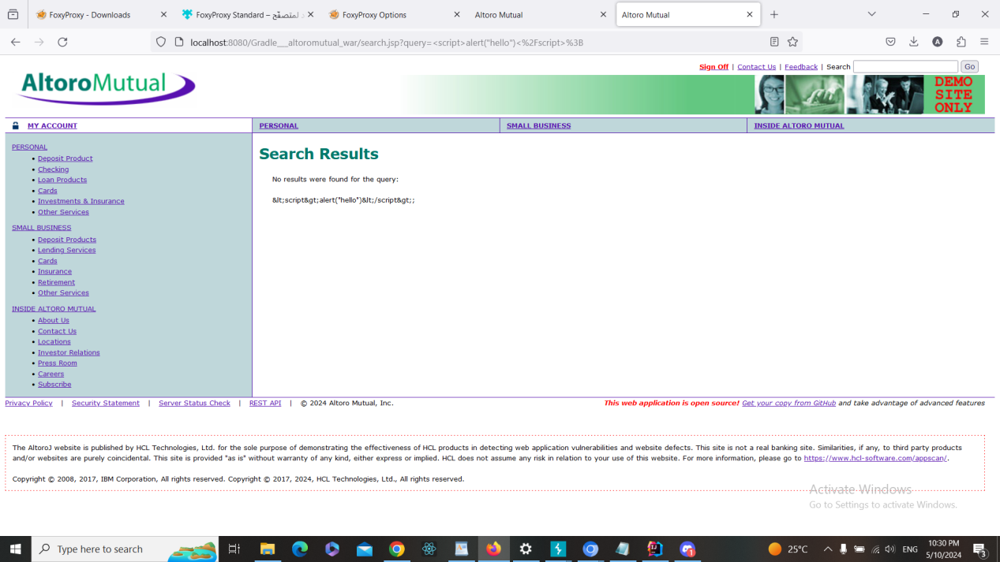 FoxyProxy - Downloads
FoxyProxy Standard –
FoxyProxy Options
Altoro Mutual
Altoro Mutual
localhost:8080/Gradle___altoromutual_war/search.jsp?query=<script>alert("hello")<%2Fscript>%3B
A
Sign Off | Contact Us | Feedback | Search Go
AltoroMutual
DEMO
SITE
ONLY
MY ACCOUNT PERSONAL SMALL BUSINESS INSIDE ALTORO MUTUAL
PERSONAL
• Deposit Product
• Checking
• Loan Products
• Cards
• Investments & Insurance
• Other Services
SMALL BUSINESS
• Deposit Products
• Lending Services
• Cards
• Insurance
• Retirement
• Other Services
INSIDE ALTORO MUTUAL
• About Us
• Contact Us
• Locations
• Investor Relations
• Press Room
• Careers
• Subscribe
Search Results
No results were found for the query:
&lt;script&gt;alert("hello")&lt;/script&gt;;
Privacy Policy | Security Statement | Server Status Check | REST API | © 2024 Altoro Mutual, Inc.
This web application is open source! Get your copy from GitHub and take advantage of advanced features
The AltoroJ website is published by HCL Technologies, Ltd. for the sole purpose of demonstrating the effectiveness of HCL products in detecting web application vulnerabilities and website defects. This site is not a real banking site. Similarities, if any, to third party products
and/or websites are purely coincidental. This site is provided "as is" without warranty of any kind, either express or implied. HCL does not assume any risk in relation to your use of this website. For more information, please go to https://www.hcl-software.com/appscan/.
Copyright © 2008, 2017, IBM Corporation, All rights reserved. Copyright © 2017, 2024, HCL Technologies, Ltd., All rights reserved.
Activate Windows
Go to Settings to activate Windows.
Type here to search
25°C
ENG
10:30 PM
5/10/2024
3